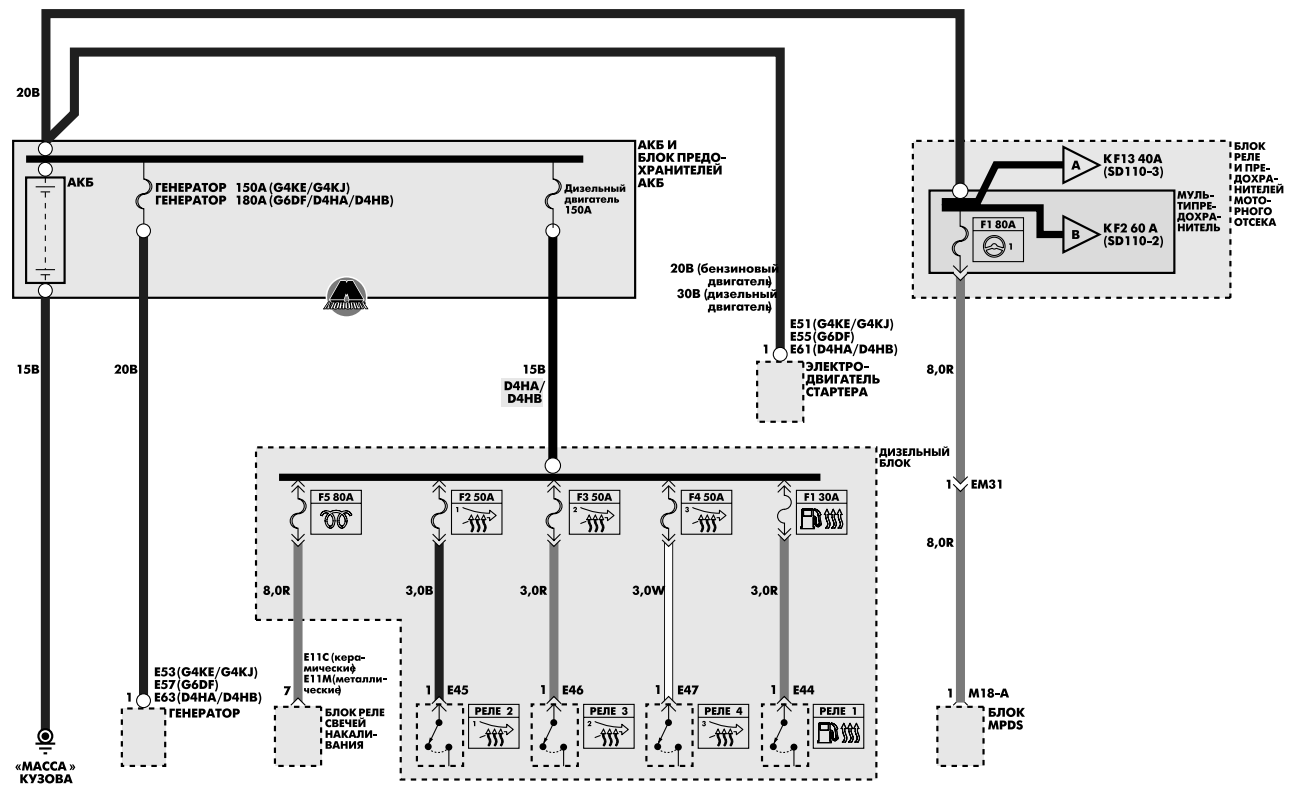 20B
АКБ И
БЛОК ПРЕДО-
ХРАНИТЕЛЕЙ
АКБ
АКБ
ГЕНЕРАТОР 150A (G4KE/G4KJ)
ГЕНЕРАТОР 180A (G6DF/D4HA/D4HB)
Дизельный
двигатель
150A
БЛОК
РЕЛЕ
И ПРЕ-
ДОХРА-
НИТЕЛЕЙ
МОТО-
РНОГО
ОТСЕКА
A
KF13 40A
(SD110-3)
МУЛЬ-
ТИПРЕ-
ДОХРА-
НИТЕЛЬ
B
KF2 60 A
(SD110-2)
F1 80A
1
20B (бензиновый
двигатель)
30B (дизельный
двигатель)
E51(G4KE/G4KJ)
E55(G6DF)
1 E61(D4HA/D4HB)
ЭЛЕКТРО-
ДВИГАТЕЛЬ
СТАРТЕРА
15B
20B
15B
D4HA/
D4HB
8,0R
ДИЗЕЛЬНЫЙ
БЛОК
F5 80A
F2 50A
1
F3 50A
2
F4 50A
3
F1 30A
1 EM31
8,0R
8,0R
3,0B
3,0R
3,0W
3,0R
E11C (кера-
мические)
E11M(металли-
ческие)
7
БЛОК РЕЛЕ
СВЕЧЕЙ
НАКАЛИ-
ВАНИЯ
E53(G4KE/G4KJ)
E57(G6DF)
1 E63(D4HA/D4HB)
ГЕНЕРАТОР
1 E45
РЕЛЕ 2
1
1 E46
РЕЛЕ 3
2
1 E47
РЕЛЕ 4
3
1 E44
РЕЛЕ 1
1 M18-A
БЛОК
MPDS
«МАССА »
КУЗОВА